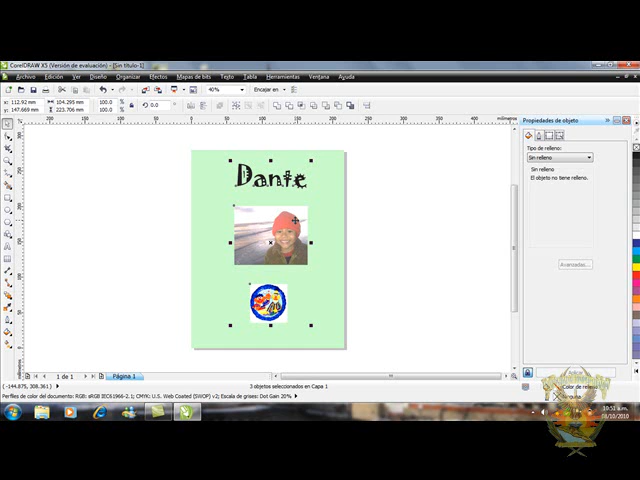 CorelDRAW X5 (Versión de evaluación) - [Sin título-1]
Archivo Edición Ver Diseño Organizar Efectos Mapas de bits Texto Tabla Herramientas Ventana Ayuda
40% Encajar en
x: 112.92 mm 104.295 mm 100.0 % 0.0
y: 147.669 mm 223.706 mm 100.0 %
milímetros
Propiedades de objeto
Tipo de relleno:
Sin relleno
Sin relleno
El objeto no tiene relleno.
Dante
Avanzadas...
1 de 1 Página 1
Aplicar
(-144.875, 308.361) 3 objetos seleccionados en Capa 1
Color de relleno
Ninguna
Perfiles de color del documento: RGB: sRGB IEC61966-2.1; CMYK: U.S. Web Coated (SWOP) v2; Escala de grises: Dot Gain 20%
10:51 a.m.
08/10/2010